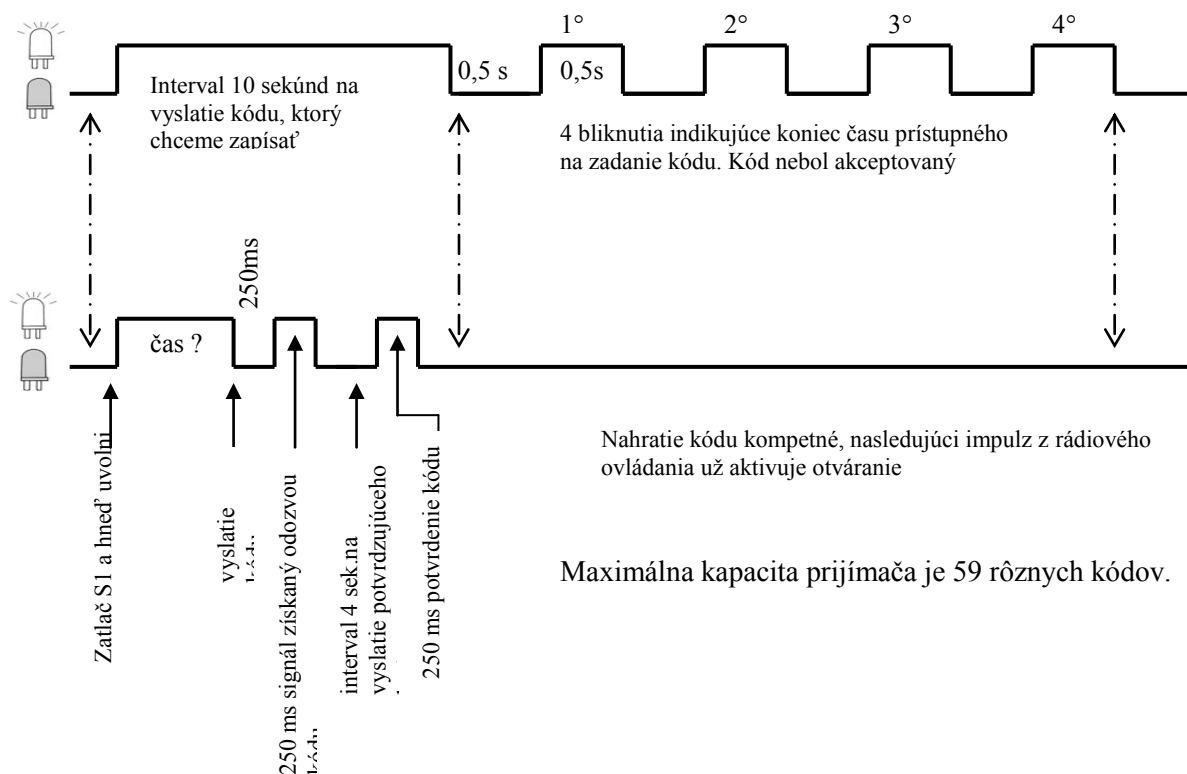 1° 2° 3° 4°
0,5 s 0,5s
Interval 10 sekúnd na
vyslatie kódu, ktorý
chceme zapísať
4 bliknutia indikujúce koniec času prístupného
na zadanie kódu. Kód nebol akceptovaný
250ms
čas ?
Zatlač S1 a hneď uvolni
vyslatie
250 ms signál získaný odozvou
kódu
interval 4 sek.na
vyslatie potvrdzujúceho
250 ms potvrdenie kódu
Nahratie kódu kompetné, nasledujúci impulz z rádiového
ovládania už aktivuje otváranie
Maximálna kapacita prijímača je 59 rôznych kódov.